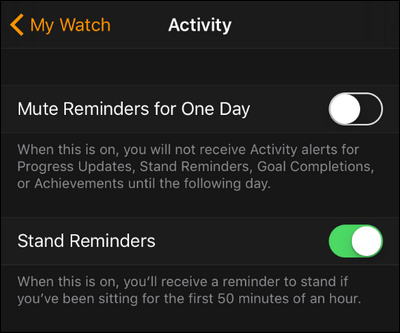 My Watch Activity
Mute Reminders for One Day
When this is on, you will not receive Activity alerts for
Progress Updates, Stand Reminders, Goal Completions,
or Achievements until the following day.
Stand Reminders
When this is on, you’ll receive a reminder to stand if
you’ve been sitting for the first 50 minutes of an hour.